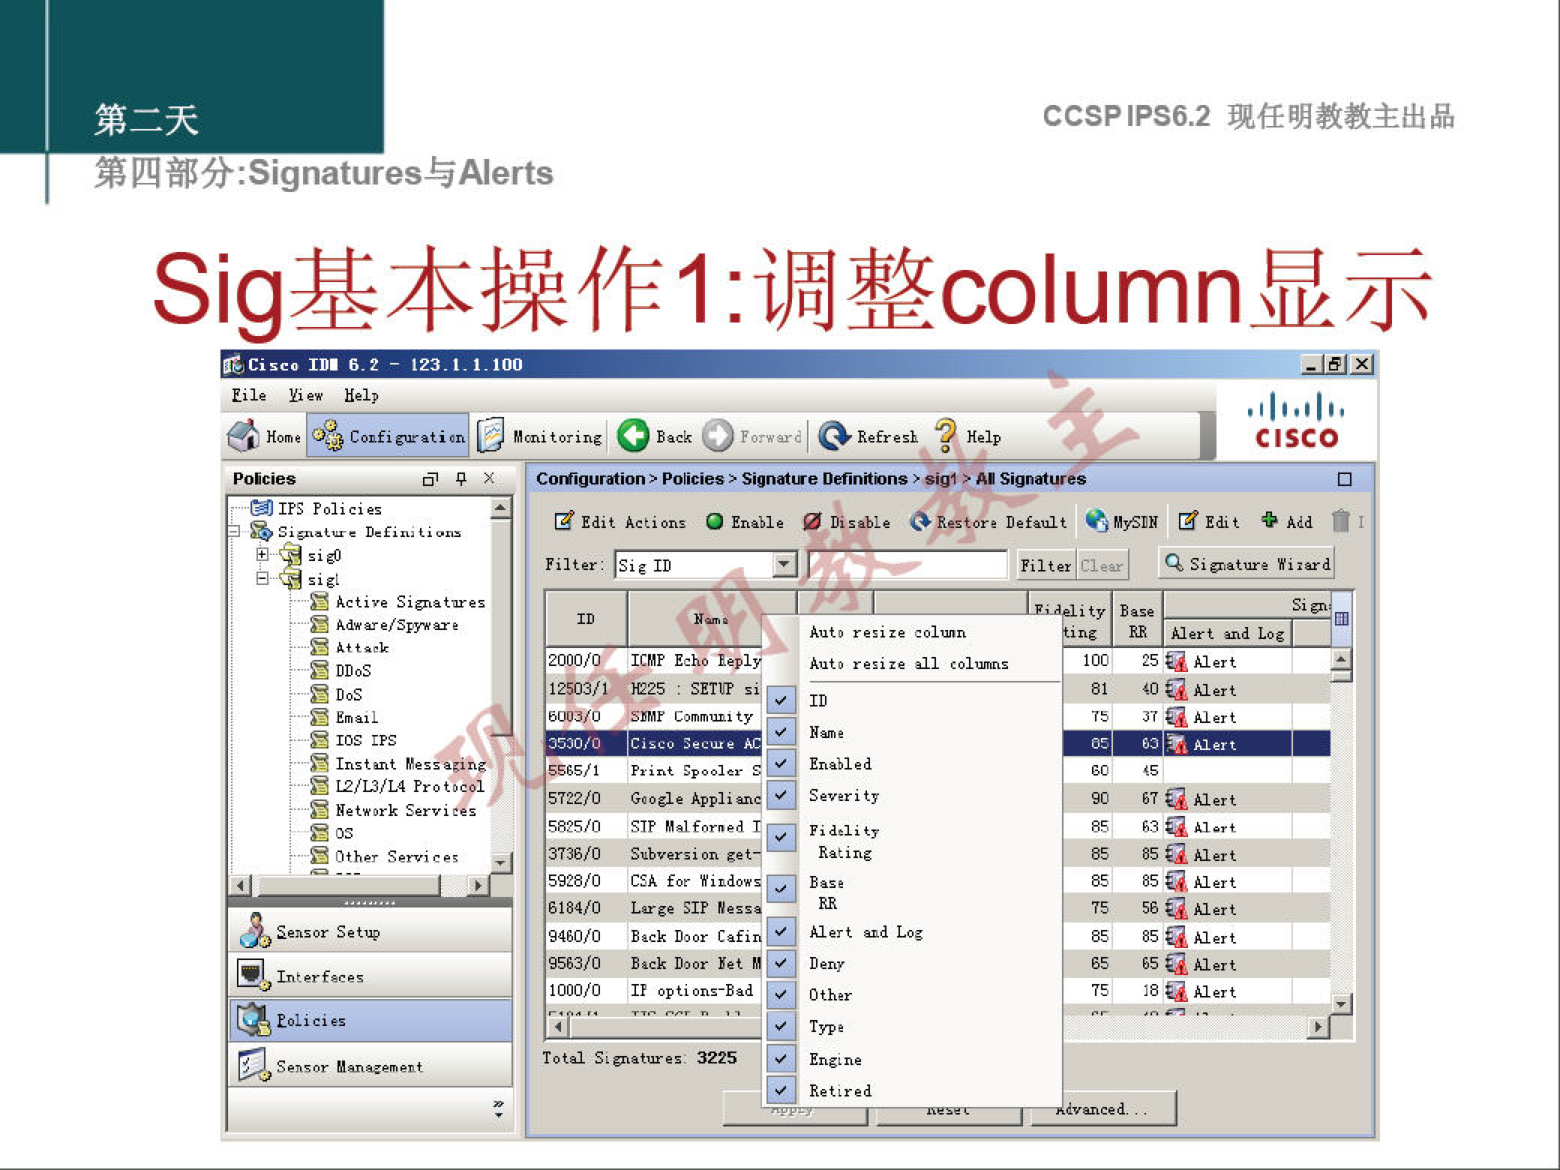 第二天
CCSP IPS6.2 现任明教教主出品
第四部分:Signatures与Alerts
Sig基本操作1:调整column显示
Cisco IDM 6.2 - 123.1.1.100
File View Help
Home Configuration Monitoring Back Forward Refresh Help
CISCO
Policies
IPS Policies
Signature Definitions
sig0
sig1
Active Signatures
Adware/Spyware
Attack
DDoS
DoS
Email
IOS IPS
Instant Messaging
L2/L3/L4 Protocol
Network Services
OS
Other Services
Sensor Setup
Interfaces
Policies
Sensor Management
Configuration > Policies > Signature Definitions > sig1 > All Signatures
Edit Actions Enable Disable Restore Default MySDN Edit Add
Filter: Sig ID Filter Clear Signature Wizard
ID Name Fidelity Base RR Alert and Log
2000/0 ICMP Echo Reply 100 25 Alert
12503/1 H225 : SETUP si 81 40 Alert
6003/0 SNMP Community 75 37 Alert
3530/0 Cisco Secure AC 85 63 Alert
5565/1 Print Spooler S 60 45
5722/0 Google Applianc 90 67 Alert
5825/0 SIP Malformed I 85 63 Alert
3736/0 Subversion get- 85 85 Alert
5928/0 CSA for Windows 85 85 Alert
6184/0 Large SIP Messa 75 56 Alert
9460/0 Back Door Cafin 85 85 Alert
9563/0 Back Door Net M 65 65 Alert
1000/0 IP options-Bad 75 18 Alert
Auto resize column
Auto resize all columns
ID
Name
Enabled
Severity
Fidelity
Rating
Base
RR
Alert and Log
Deny
Other
Type
Engine
Retired
Total Signatures: 3225
Apply Reset Advanced...
现任明教教主